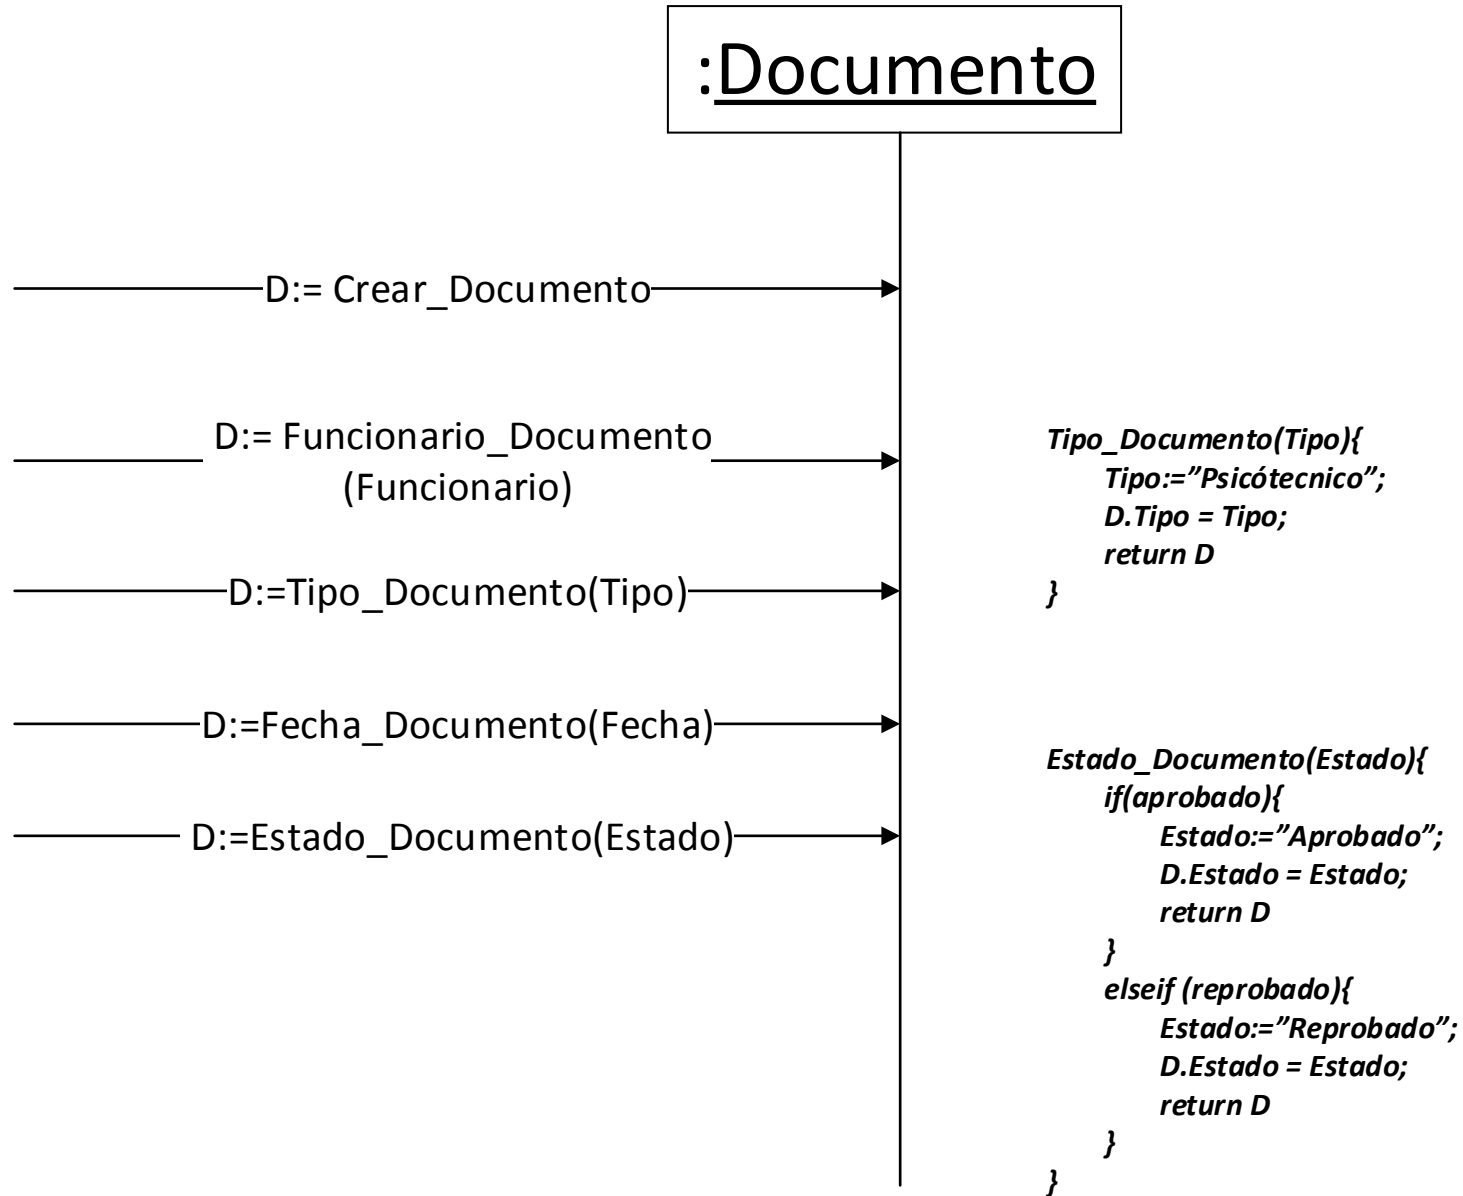 :Documento
D:= Crear_Documento
D:= Funcionario_Documento
(Funcionario)
D:=Tipo_Documento(Tipo)
D:=Fecha_Documento(Fecha)
D:=Estado_Documento(Estado)
Tipo_Documento(Tipo){
Tipo:=”Psicótecnico”;
D.Tipo = Tipo;
return D
}
Estado_Documento(Estado){
if(aprobado){
Estado:=”Aprobado”;
D.Estado = Estado;
return D
}
elseif (reprobado){
Estado:=”Reprobado”;
D.Estado = Estado;
return D
}
}